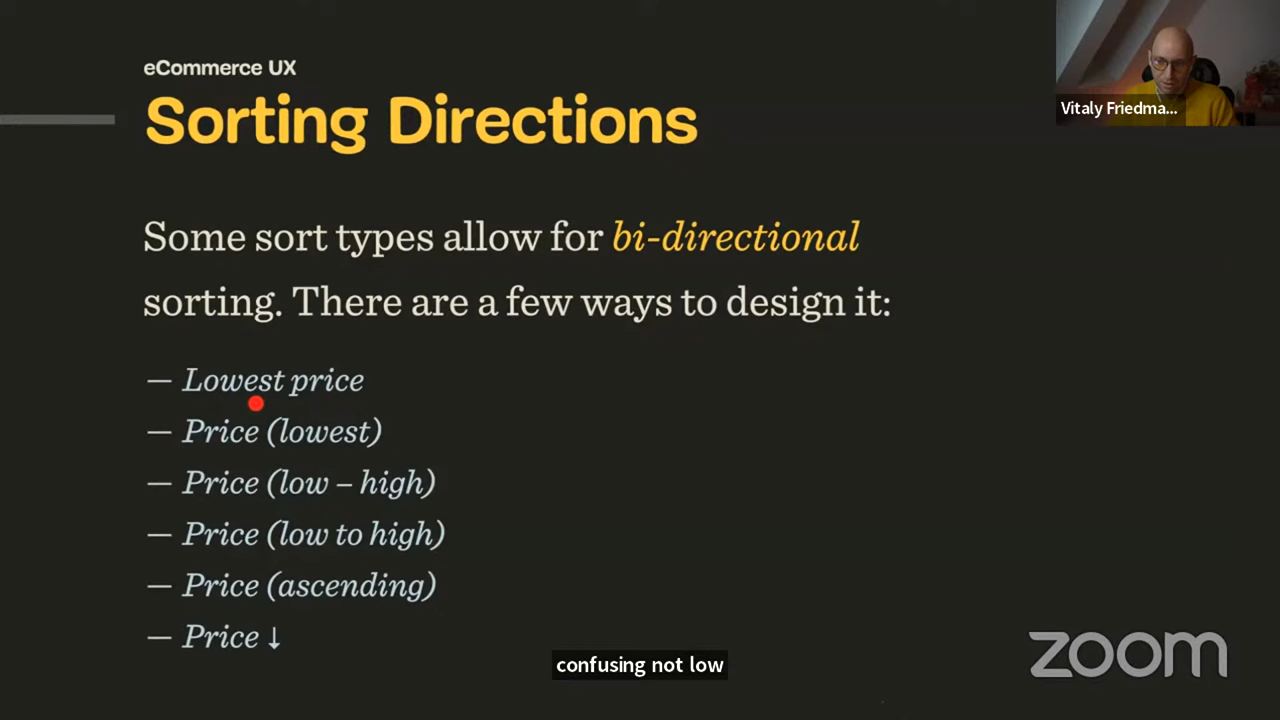 eCommerce UX
Sorting Directions
Vitaly Friedma...
Some sort types allow for bi-directional
sorting. There are a few ways to design it:
— Lowest price
— Price (lowest)
— Price (low – high)
— Price (low to high)
— Price (ascending)
— Price ↓
confusing not low
zoom